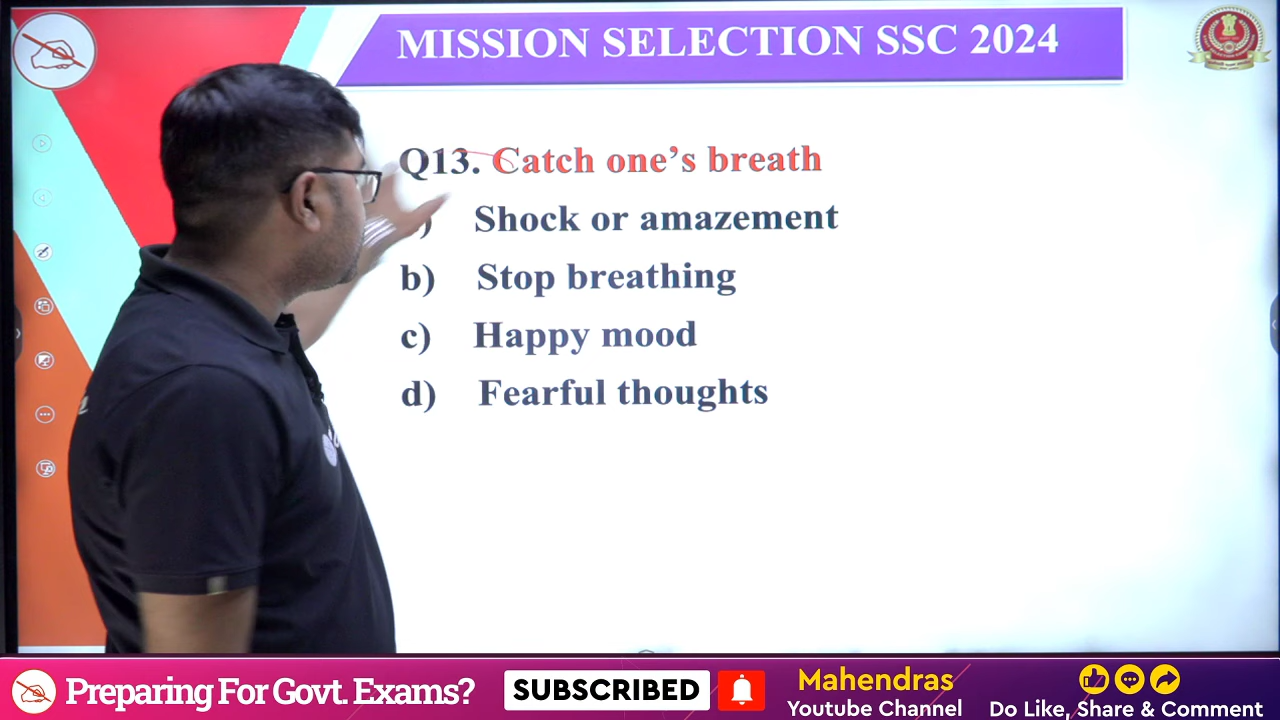 MISSION SELECTION SSC 2024
Q13. Catch one’s breath
) Shock or amazement
b) Stop breathing
c) Happy mood
d) Fearful thoughts
Preparing For Govt. Exams?
SUBSCRIBED
Mahendras
Youtube Channel
Do Like, Share & Comment